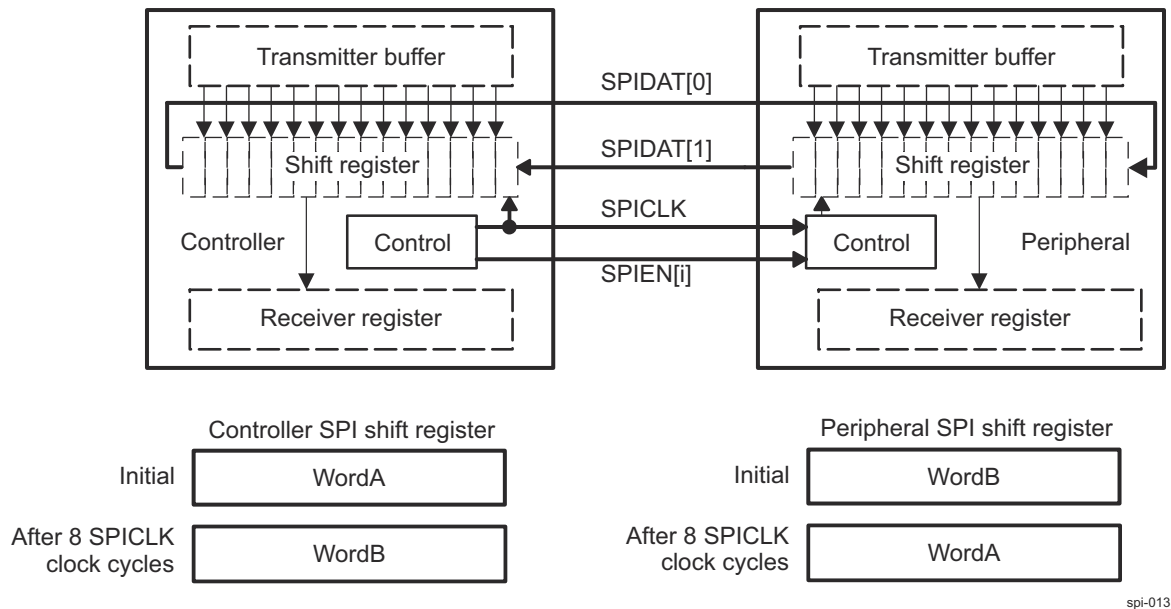 Transmitter buffer
Transmitter buffer
SPIDAT[0]
SPIDAT[1]
Shift register
Shift register
SPICLK
Controller
Control
Control
Peripheral
SPIEN[i]
Receiver register
Receiver register
Controller SPI shift register
Initial
WordA
After 8 SPICLK
clock cycles
WordB
Peripheral SPI shift register
Initial
WordB
After 8 SPICLK
clock cycles
WordA
spi-013